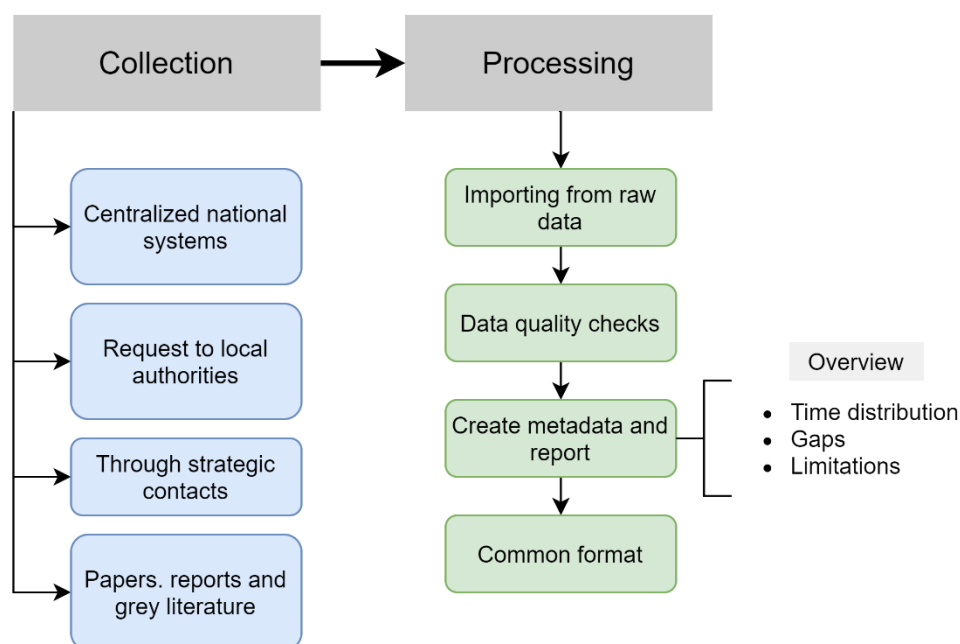 Collection
Processing
Centralized national
systems
Request to local
authorities
Through strategic
contacts
Papers. reports and
grey literature
Importing from raw
data
Data quality checks
Create metadata and
report
Common format
Overview
• Time distribution
• Gaps
• Limitations